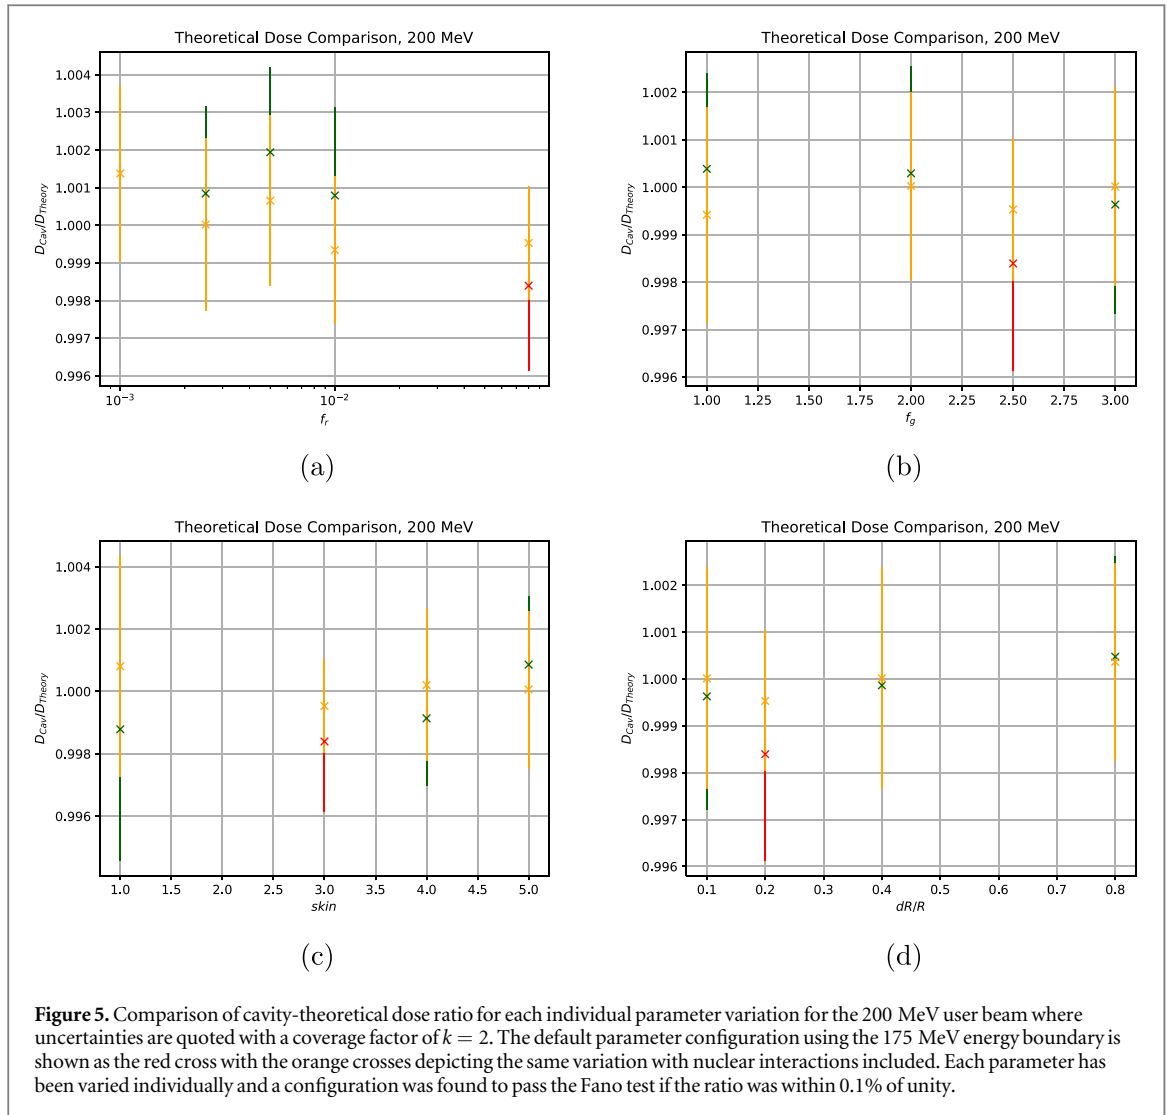 Theoretical Dose Comparison, 200 MeV
1.004
1.003
1.002
1.001
1.000
0.999
0.998
0.997
0.996
D_Cav/D_Theory
10⁻³
10⁻²
f_r
(a)
Theoretical Dose Comparison, 200 MeV
1.002
1.001
1.000
0.999
0.998
0.997
0.996
D_Cav/D_Theory
1.00 1.25 1.50 1.75 2.00 2.25 2.50 2.75 3.00
f_g
(b)
Theoretical Dose Comparison, 200 MeV
1.004
1.002
1.000
0.998
0.996
D_Cav/D_Theory
1.0 1.5 2.0 2.5 3.0 3.5 4.0 4.5 5.0
skin
(c)
Theoretical Dose Comparison, 200 MeV
1.002
1.001
1.000
0.999
0.998
0.997
0.996
D_Cav/D_Theory
0.1 0.2 0.3 0.4 0.5 0.6 0.7 0.8
dR/R
(d)
Figure 5. Comparison of cavity-theoretical dose ratio for each individual parameter variation for the 200 MeV user beam where
uncertainties are quoted with a coverage factor of k = 2. The default parameter configuration using the 175 MeV energy boundary is
shown as the red cross with the orange crosses depicting the same variation with nuclear interactions included. Each parameter has
been varied individually and a configuration was found to pass the Fano test if the ratio was within 0.1% of unity.